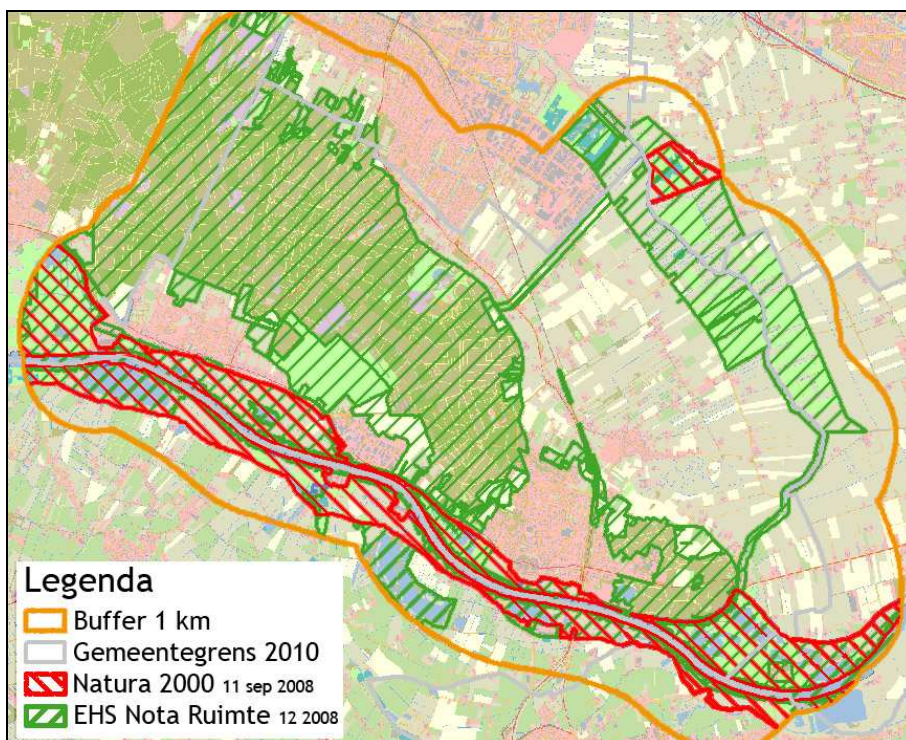 Legenda
Buffer 1 km
Gemeentegrens 2010
Natura 2000 11 sep 2008
EHS Nota Ruimte 12 2008